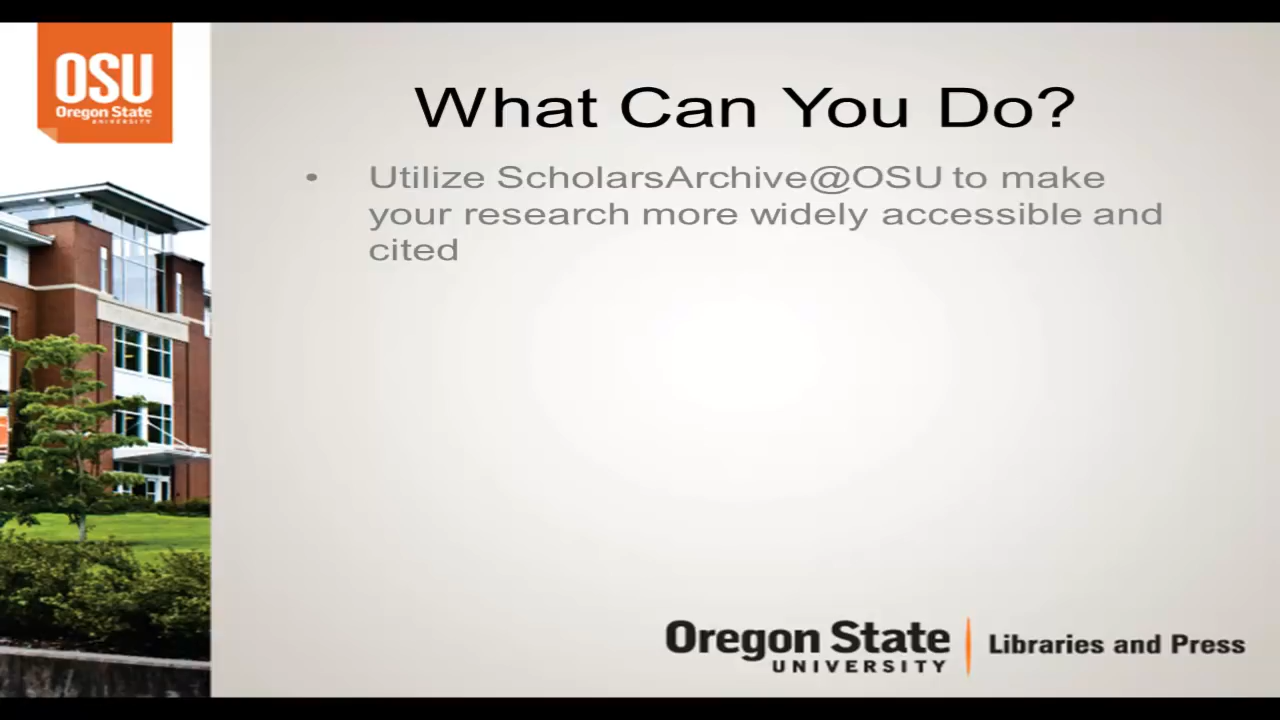 OSU
Oregon State
UNIVERSITY
What Can You Do?
• Utilize ScholarsArchive@OSU to make
your research more widely accessible and
cited
Oregon State
UNIVERSITY
Libraries and Press